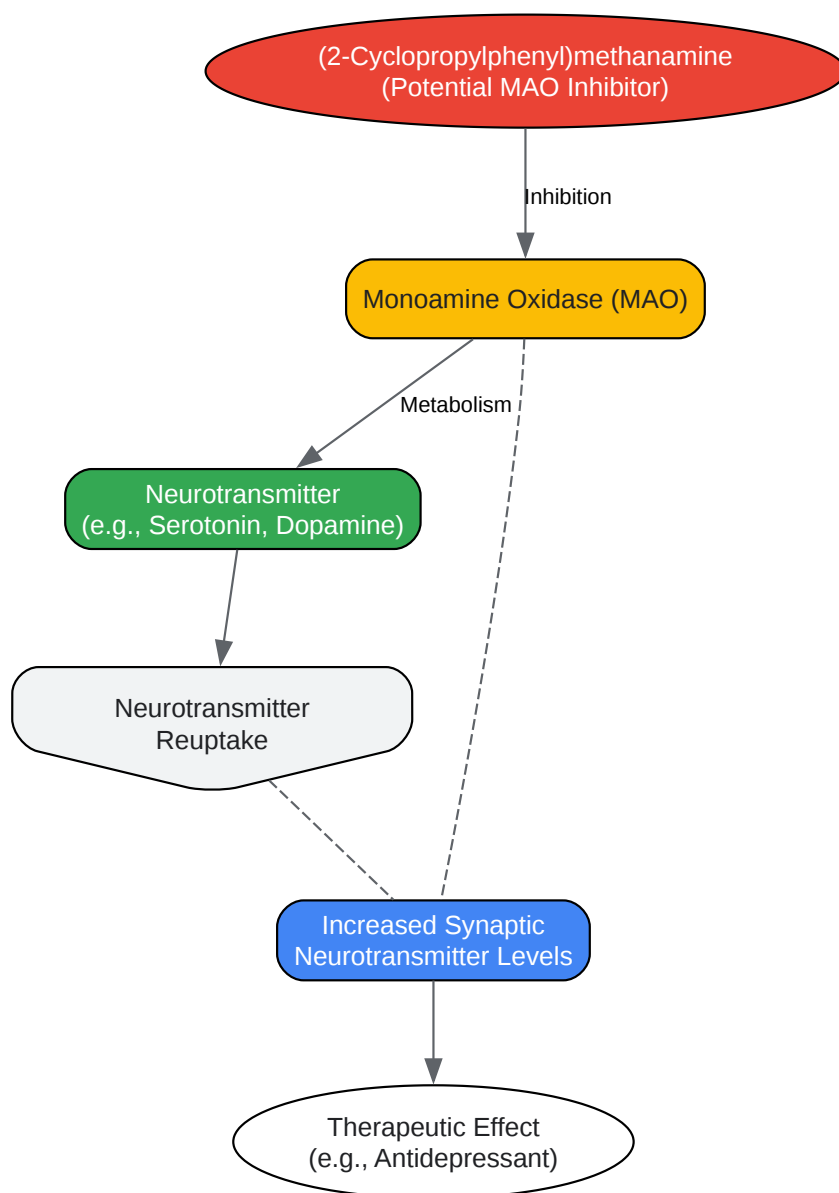 (2-Cyclopropylphenyl)methanamine
(Potential MAO Inhibitor)
Inhibition
Monoamine Oxidase (MAO)
Metabolism
Neurotransmitter
(e.g., Serotonin, Dopamine)
Neurotransmitter
Reuptake
Increased Synaptic
Neurotransmitter Levels
Therapeutic Effect
(e.g., Antidepressant)